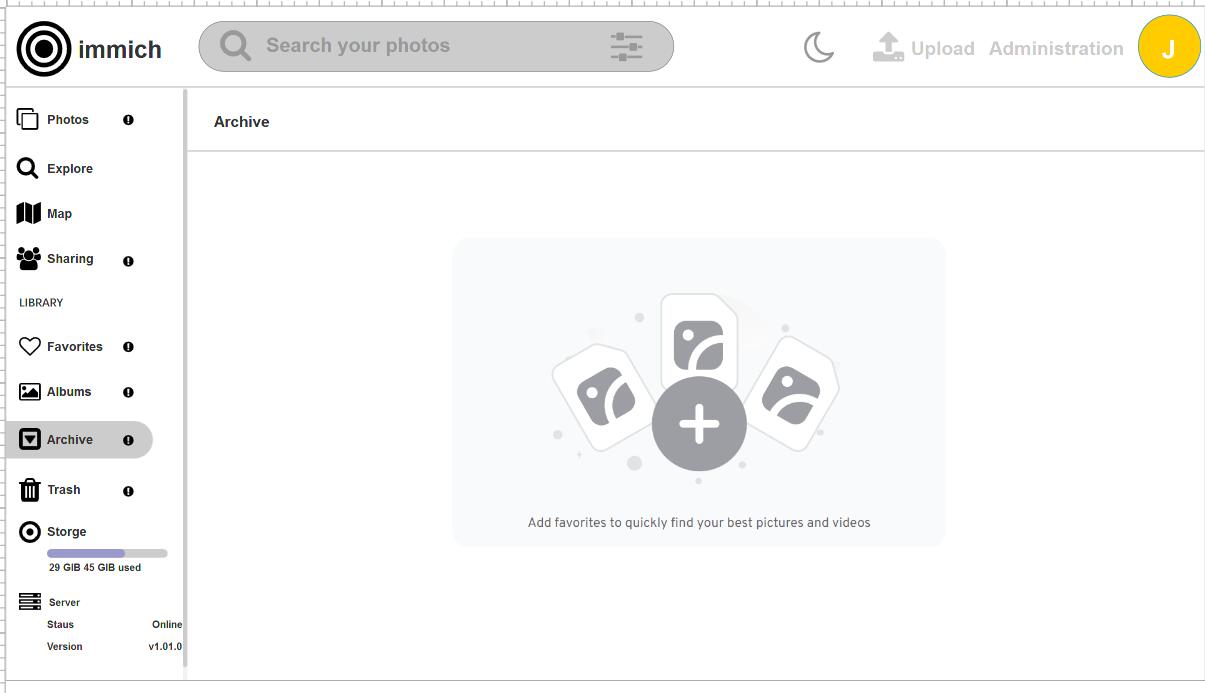 immich
Search your photos
Upload
Administration
J
Photos
Explore
Map
Sharing
LIBRARY
Favorites
Albums
Archive
Trash
Storge
29 GIB 45 GIB used
Server
Staus Online
Version v1.01.0
Archive
Add favorites to quickly find your best pictures and videos